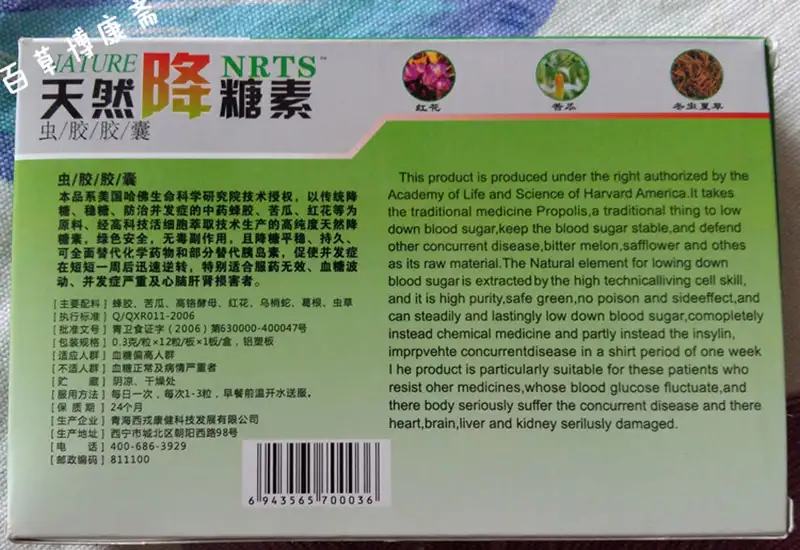 百草博康斋
NATURE
NRTS™
天然降糖素
虫/胶/胶/囊
红花
苦瓜
冬虫夏草
虫/胶/胶/囊
本品系美国哈佛生命科学研究院技术授权，以传统降
糖、稳糖、防治并发症的中药蜂胶、苦瓜、红花等为
原料、经高科技活细胞萃取技术生产的高纯度天然降
糖素，绿色安全，无毒副作用，且降糖平稳、持久、
可全面替代化学药物和部分替代胰岛素，促使并发症
在短短一周后迅速逆转，特别适合服药无效、血糖波
动、并发症严重及心脑肝肾损害者。
[主要配料] 蜂胶、苦瓜、高铬酵母、红花、乌梢蛇、葛根、虫草
[执行标准] Q/QXR011-2006
[批准文号] 青卫食证字（2006）第630000-400047号
[包装规格] 0.3克/粒×12粒/板×1板/盒，铝塑板
[适应人群] 血糖偏高人群
[不适人群] 血糖正常及病情严重者
[贮 藏] 阴凉、干燥处
[服用方法] 每日一次，每次1-3粒，早餐前温开水送服。
[保 质 期] 24个月
[生产企业] 青海西戎康健科技发展有限公司
[生产地址] 西宁市城北区朝阳西路98号
[电 话] 400-686-3929
[邮政编码] 811100
6 943565 700036
This product is produced under the right authorized by the
Academy of Life and Science of Harvard America.It takes
the traditional medicine Propolis,a traditional thing to low
down blood sugar,keep the blood sugar stable,and defend
other concurrent disease,bitter melon,safflower and othes
as its raw material.The Natural element for lowing down
blood sugar is extracted by the high technicalliving cell skill,
and it is high purity,safe green,no poison and sideeffect,and
can steadily and lastingly low down blood sugar,comopletely
instead chemical medicine and partly instead the insylin,
imprpvehte concurrentdisease in a shirt period of one week
I he product is particularly suitable for these patients who
resist oher medicines,whose blood glucose fluctuate,and
there body seriously suffer the concurrent disease and there
heart,brain,liver and kidney serilusly damaged.